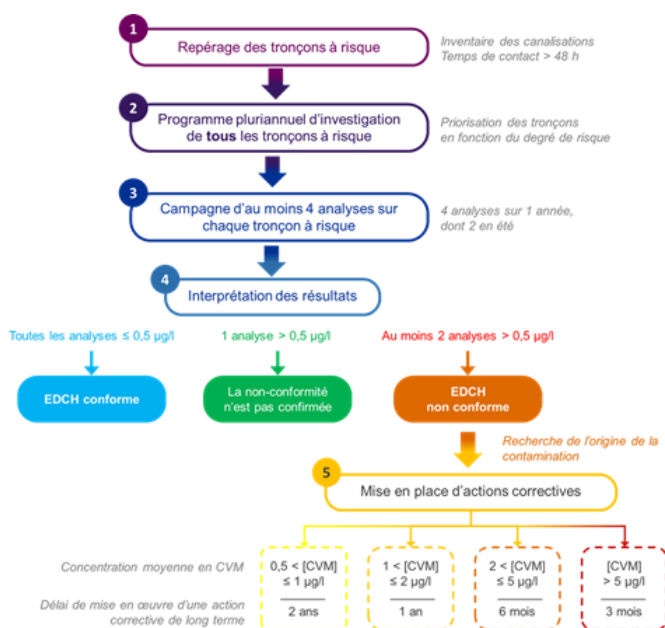 1
Repérage des tronçons à risque
Inventaire des canalisations
Temps de contact > 48 h
2
Programme pluriannuel d'investigation
de tous les tronçons à risque
Priorisation des tronçons
en fonction du degré de risque
3
Campagne d'au moins 4 analyses sur
chaque tronçon à risque
4 analyses sur 1 année,
dont 2 en été
4
Interprétation des résultats
Toutes les analyses ≤ 0,5 µg/l
1 analyse > 0,5 µg/l
Au moins 2 analyses > 0,5 µg/l
EDCH conforme
La non-conformité
n'est pas confirmée
EDCH
non conforme
Recherche de l'origine de la
contamination
5
Mise en place d'actions correctives
Concentration moyenne en CVM
0,5 < [CVM]
≤ 1 µg/l
1 < [CVM]
≤ 2 µg/l
2 < [CVM]
≤ 5 µg/l
[CVM]
> 5 µg/l
Délai de mise en œuvre d'une action
corrective de long terme
2 ans
1 an
6 mois
3 mois